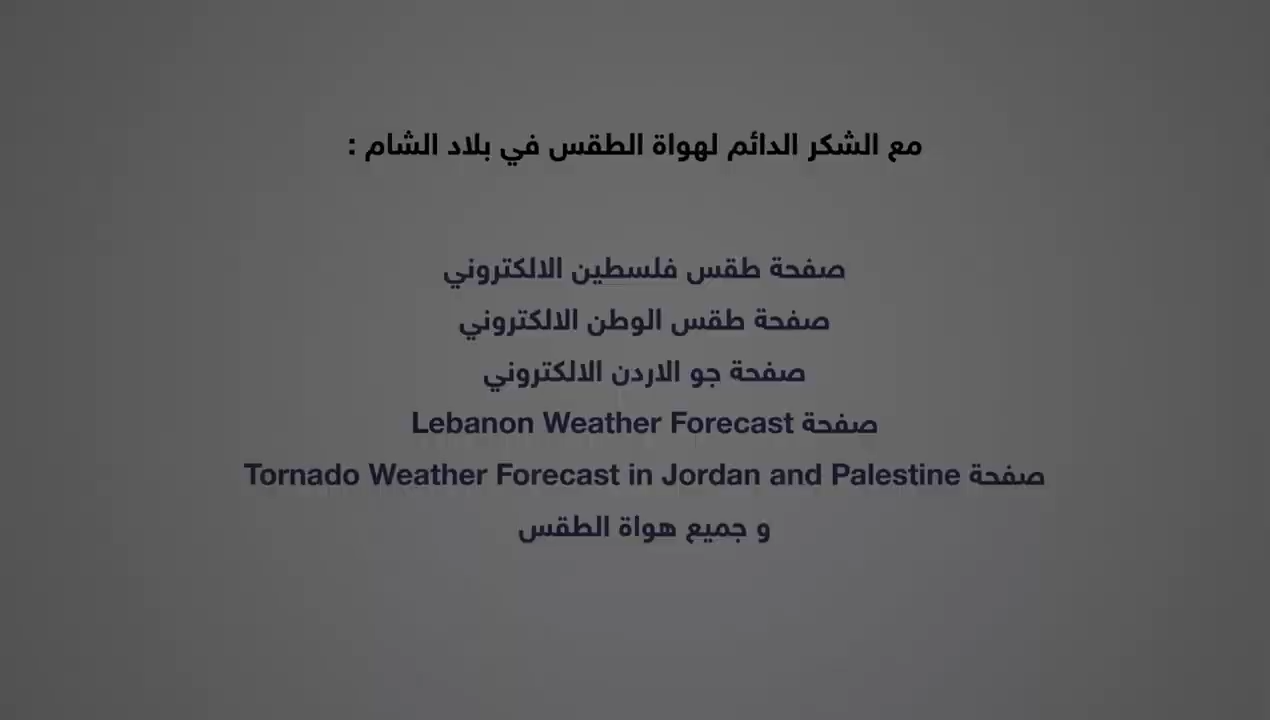 مع الشكر الدائم لهواة الطقس في بلاد الشام :
صفحة طقس فلسطين الالكتروني
صفحة طقس الوطن الالكتروني
صفحة جو الاردن الالكتروني
صفحة Lebanon Weather Forecast
صفحة Tornado Weather Forecast in Jordan and Palestine
و جميع هواة الطقس